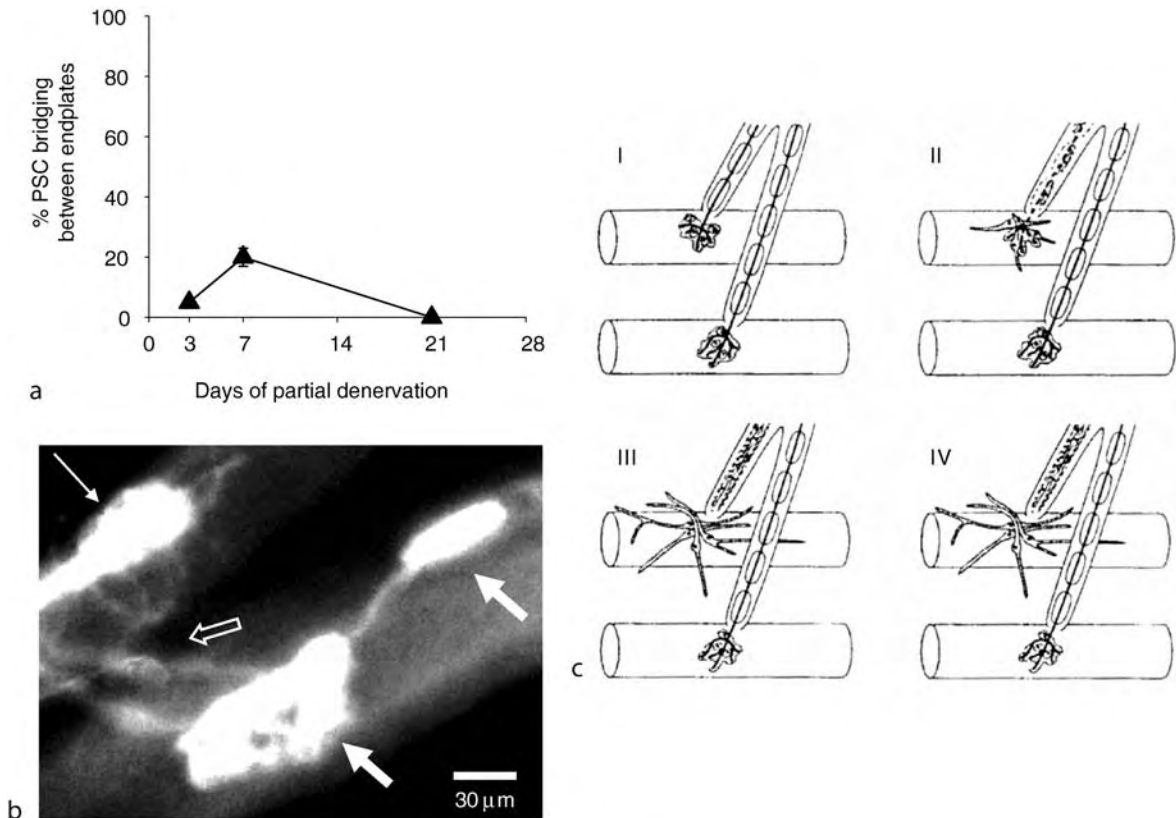 100
80
60
40
20
0
% PSC bridging
between endplates
0 3 7 14 21 28
Days of partial denervation
a
30 μm
b
I
II
III
IV
c